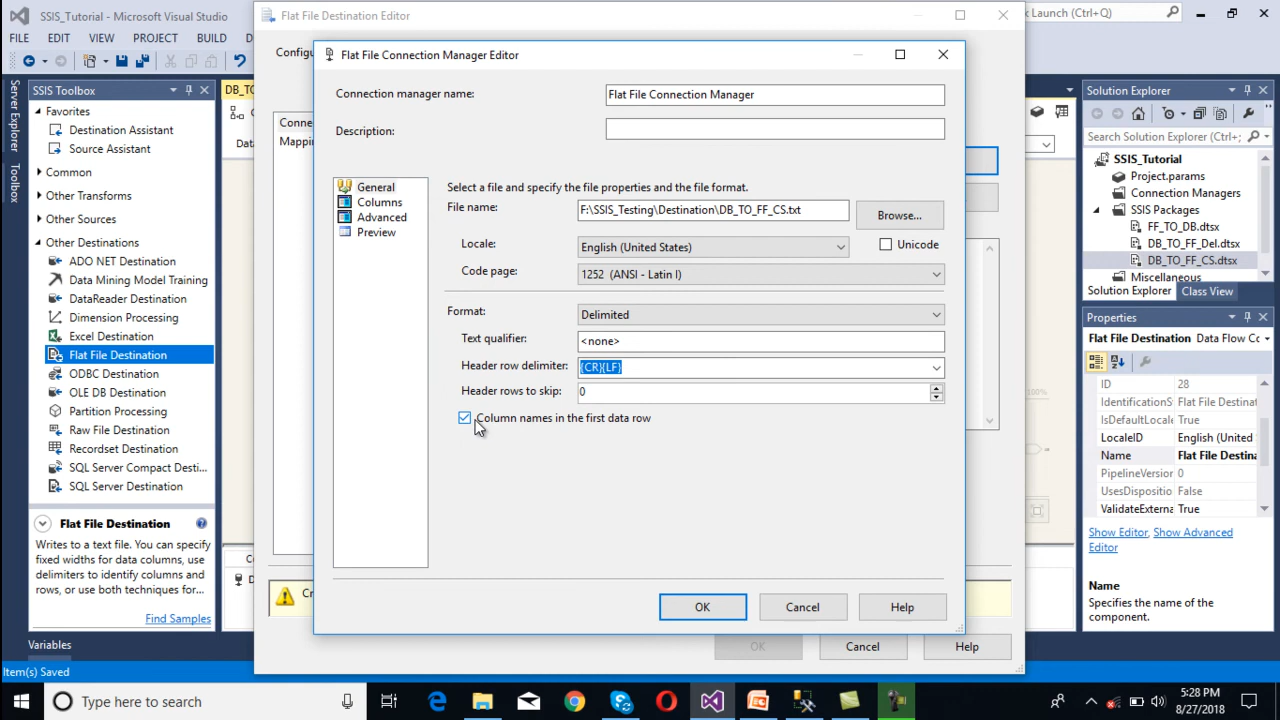 SSIS_Tutorial - Microsoft Visual Studio
Flat File Destination Editor
Launch (Ctrl+Q)
FILE EDIT VIEW PROJECT BUILD
SSIS Toolbox
Favorites
Destination Assistant
Source Assistant
Common
Other Transforms
Other Sources
Other Destinations
ADO NET Destination
Data Mining Model Training
DataReader Destination
Dimension Processing
Excel Destination
Flat File Destination
ODBC Destination
OLE DB Destination
Partition Processing
Raw File Destination
Recordset Destination
SQL Server Compact Desti...
SQL Server Destination
Flat File Destination
Writes to a text file. You can specify
fixed widths for data columns, use
delimiters to identify columns and
rows, or use both techniques for...
Find Samples
Variables
Item(s) Saved
Server Explorer
Toolbox
Flat File Connection Manager Editor
Connection manager name:
Flat File Connection Manager
Description:
General
Columns
Advanced
Preview
Select a file and specify the file properties and the file format.
File name:
F:\SSIS_Testing\Destination\DB_TO_FF_CS.txt
Browse...
Locale:
English (United States)
Unicode
Code page:
1252 (ANSI - Latin I)
Format:
Delimited
Text qualifier:
<none>
Header row delimiter:
{CR}{LF}
Header rows to skip:
0
Column names in the first data row
OK
Cancel
Help
OK
Cancel
Help
Solution Explorer
Search Solution Explorer (Ctrl+;)
SSIS_Tutorial
Project.params
Connection Managers
SSIS Packages
FF_TO_DB.dtsx
DB_TO_FF_Del.dtsx
DB_TO_FF_CS.dtsx
Miscellaneous
Solution Explorer
Class View
Properties
Flat File Destination Data Flow Co
ID 28
IdentificationS Flat File Destinat
IsDefaultLocale True
LocaleID English (United
Name Flat File Destina
PipelineVersion 0
UsesDispositio False
ValidateExterna True
Show Editor, Show Advanced
Editor
Name
Specifies the name of the
component.
Type here to search
5:28 PM
8/27/2018